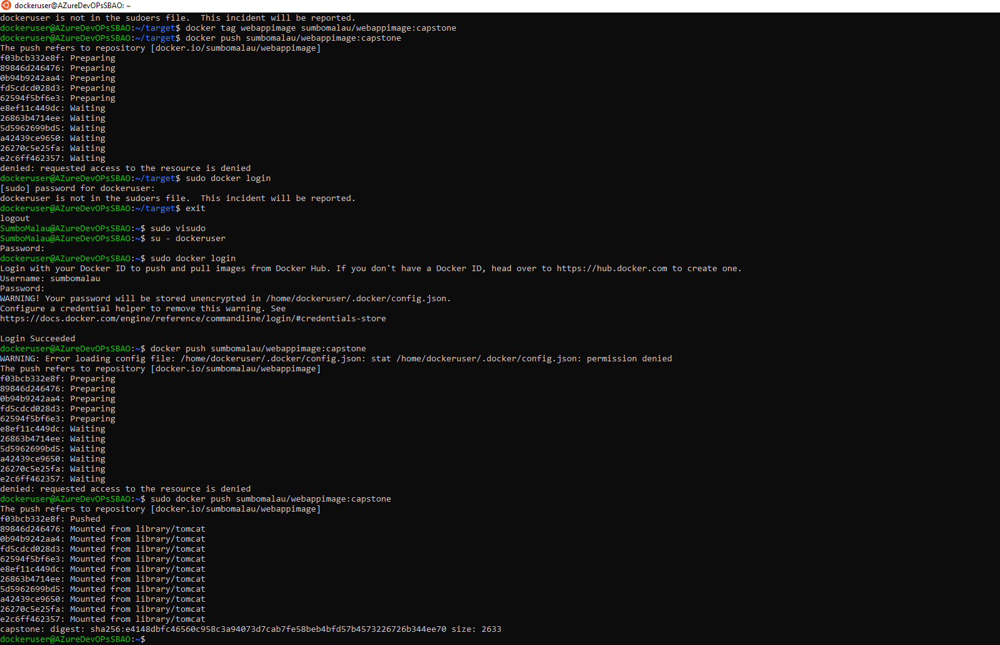 dockeruser@AZureDevOPsSBAO: ~
dockeruser is not in the sudoers file.  This incident will be reported.
dockeruser@AZureDevOPsSBAO:~/target$ docker tag webappimage sumbomalau/webappimage:capstone
dockeruser@AZureDevOPsSBAO:~/target$ docker push sumbomalau/webappimage:capstone
The push refers to repository [docker.io/sumbomalau/webappimage]
f03bcb332e8f: Preparing
89846d246476: Preparing
0b94b9242aa4: Preparing
fd5cdcd028d3: Preparing
62594f5bf6e3: Preparing
e8ef11c449dc: Waiting
26863b4714ee: Waiting
5d5962699bd5: Waiting
a42439ce9650: Waiting
26270c5e25fa: Waiting
e2c6ff462357: Waiting
denied: requested access to the resource is denied
dockeruser@AZureDevOPsSBAO:~/target$ sudo docker login
[sudo] password for dockeruser:
dockeruser is not in the sudoers file.  This incident will be reported.
dockeruser@AZureDevOPsSBAO:~/target$ exit
logout
SumboMalau@AZureDevOPsSBAO:~$ sudo visudo
SumboMalau@AZureDevOPsSBAO:~$ su - dockeruser
Password:
dockeruser@AZureDevOPsSBAO:~$ sudo docker login
Login with your Docker ID to push and pull images from Docker Hub. If you don't have a Docker ID, head over to https://hub.docker.com to create one.
Username: sumbomalau
Password:
WARNING! Your password will be stored unencrypted in /home/dockeruser/.docker/config.json.
Configure a credential helper to remove this warning. See
https://docs.docker.com/engine/reference/commandline/login/#credentials-store
Login Succeeded
dockeruser@AZureDevOPsSBAO:~$ docker push sumbomalau/webappimage:capstone
WARNING: Error loading config file: /home/dockeruser/.docker/config.json: stat /home/dockeruser/.docker/config.json: permission denied
The push refers to repository [docker.io/sumbomalau/webappimage]
f03bcb332e8f: Preparing
89846d246476: Preparing
0b94b9242aa4: Preparing
fd5cdcd028d3: Preparing
62594f5bf6e3: Preparing
e8ef11c449dc: Waiting
26863b4714ee: Waiting
5d5962699bd5: Waiting
a42439ce9650: Waiting
26270c5e25fa: Waiting
e2c6ff462357: Waiting
denied: requested access to the resource is denied
dockeruser@AZureDevOPsSBAO:~$ sudo docker push sumbomalau/webappimage:capstone
The push refers to repository [docker.io/sumbomalau/webappimage]
f03bcb332e8f: Pushed
89846d246476: Mounted from library/tomcat
0b94b9242aa4: Mounted from library/tomcat
fd5cdcd028d3: Mounted from library/tomcat
62594f5bf6e3: Mounted from library/tomcat
e8ef11c449dc: Mounted from library/tomcat
26863b4714ee: Mounted from library/tomcat
5d5962699bd5: Mounted from library/tomcat
a42439ce9650: Mounted from library/tomcat
26270c5e25fa: Mounted from library/tomcat
e2c6ff462357: Mounted from library/tomcat
capstone: digest: sha256:e4148dbfc46560c958c3a94073d7cab7fe58beb4bfd57b4573226726b344ee70 size: 2633
dockeruser@AZureDevOPsSBAO:~$